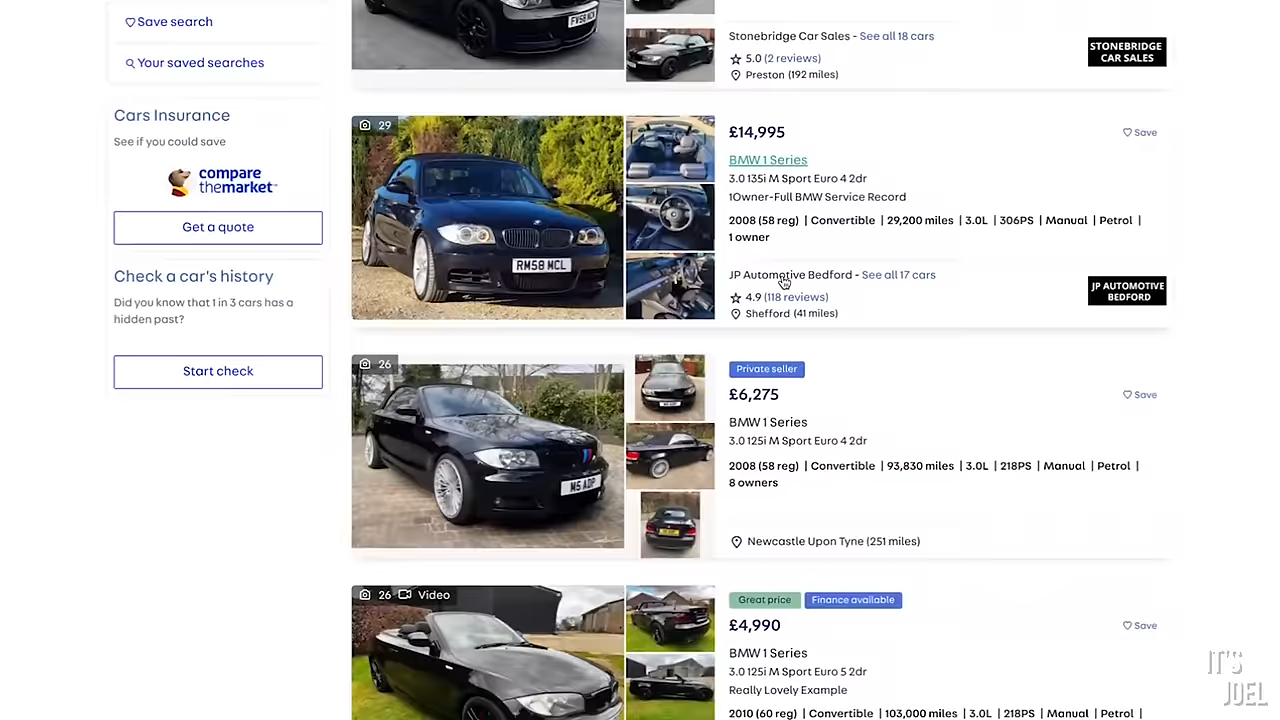 Save search
Your saved searches
Cars Insurance
See if you could save
compare
themarket
Get a quote
Check a car's history
Did you know that 1 in 3 cars has a
hidden past?
Start check
Stonebridge Car Sales - See all 18 cars
5.0 (2 reviews)
Preston (192 miles)
STONEBRIDGE
CAR SALES
29
RM58 MCL
£14,995
Save
BMW 1 Series
3.0 135i M Sport Euro 4 2dr
1Owner-Full BMW Service Record
2008 (58 reg) | Convertible | 29,200 miles | 3.0L | 306PS | Manual | Petrol |
1 owner
JP Automotive Bedford - See all 17 cars
4.9 (118 reviews)
Shefford (41 miles)
JP AUTOMOTIVE
BEDFORD
26
M5 ADP
Private seller
£6,275
Save
BMW 1 Series
3.0 125i M Sport Euro 4 2dr
2008 (58 reg) | Convertible | 93,830 miles | 3.0L | 218PS | Manual | Petrol |
8 owners
Newcastle Upon Tyne (251 miles)
26 Video
Great price
Finance available
£4,990
Save
BMW 1 Series
3.0 125i M Sport Euro 5 2dr
Really Lovely Example
2010 (60 reg) | Convertible | 103,000 miles | 3.0L | 218PS | Manual | Petrol |
IT'S
JOEL